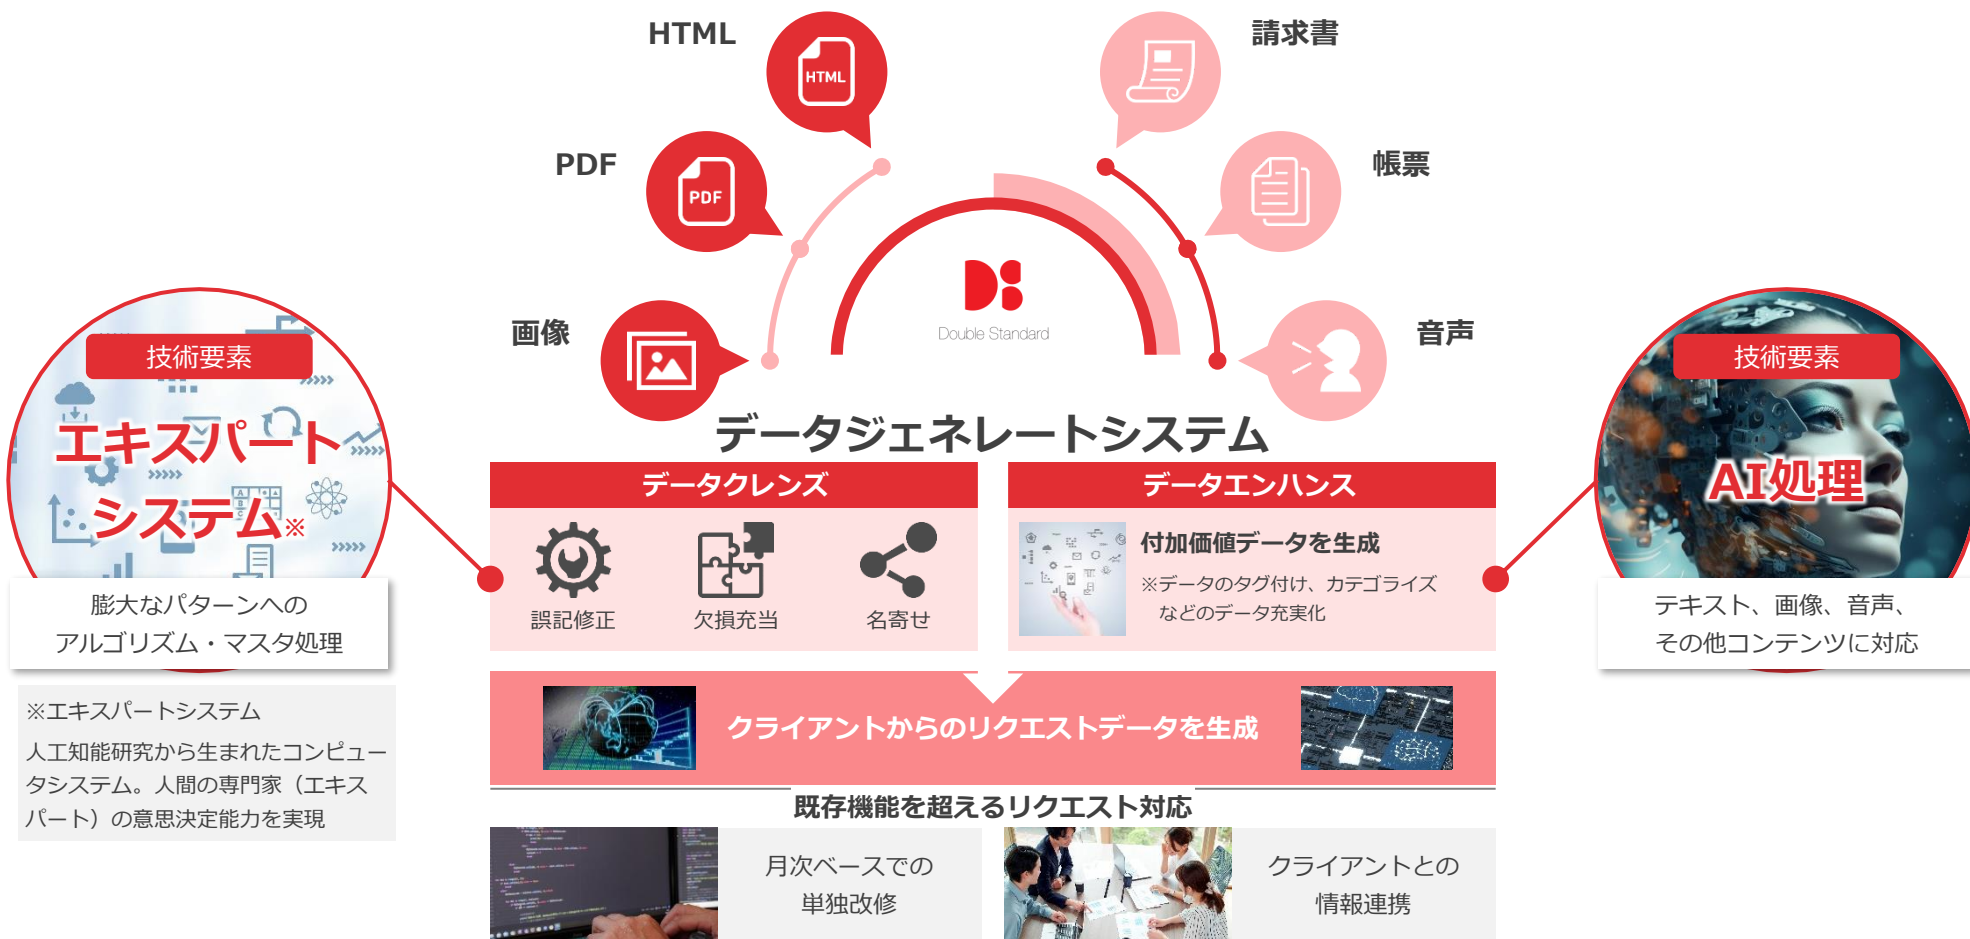 HTML
HTML
請求書
PDF
PDF
帳票
画像
音声
Double Standard
データジェネレートシステム
技術要素
エキスパート
システム※
膨大なパターンへの
アルゴリズム・マスタ処理
※エキスパートシステム
人工知能研究から生まれたコンピュー
タシステム。人間の専門家（エキス
パート）の意思決定能力を実現
データクレンズ
誤記修正
欠損充当
名寄せ
データエンハンス
付加価値データを生成
※データのタグ付け、カテゴライズ
などのデータ充実化
技術要素
AI処理
テキスト、画像、音声、
その他コンテンツに対応
クライアントからのリクエストデータを生成
既存機能を超えるリクエスト対応
月次ベースでの
単独改修
クライアントとの
情報連携